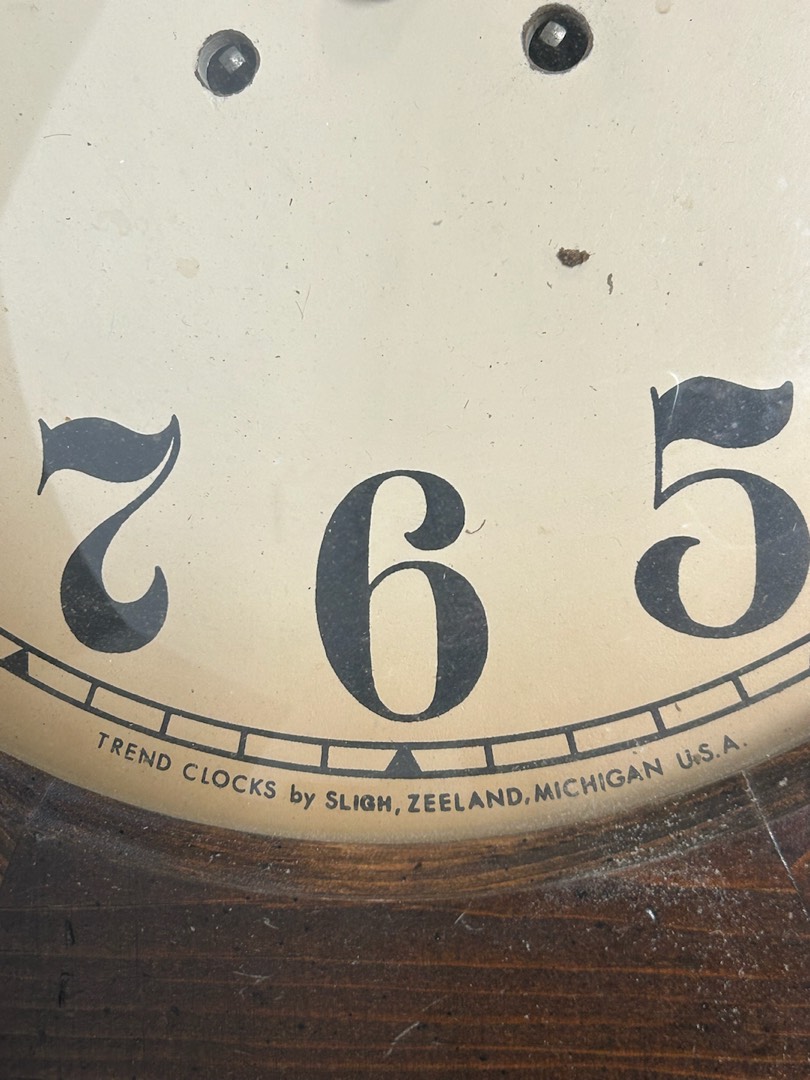 7 6 5
TREND CLOCKS by SLIGH, ZEELAND, MICHIGAN U.S.A.